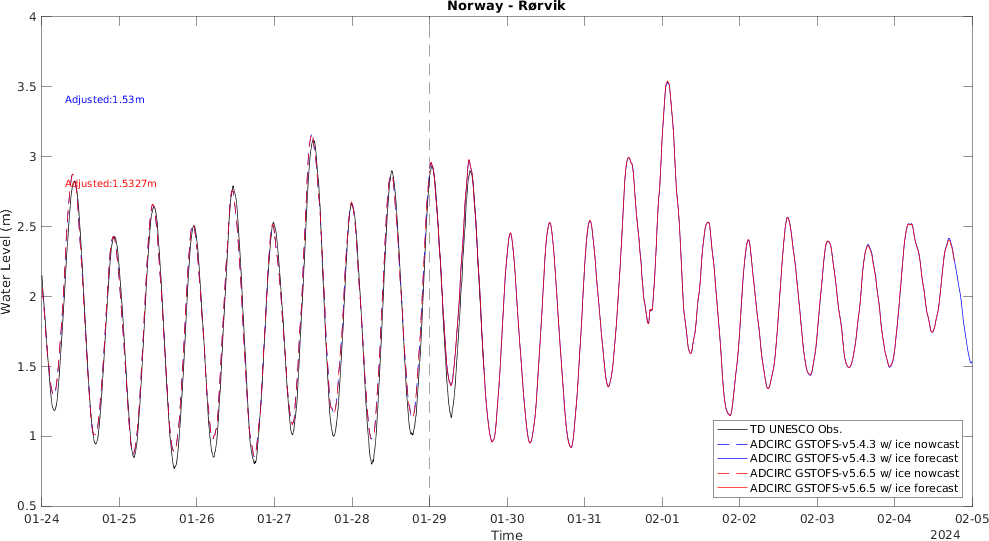 Norway - Rørvik
4
3.5
3
2.5
2
1.5
1
0.5
Water Level (m)
Adjusted:1.53m
Adjusted:1.5327m
TD UNESCO Obs.
ADCIRC GSTOFS-v5.4.3 w/ ice nowcast
ADCIRC GSTOFS-v5.4.3 w/ ice forecast
ADCIRC GSTOFS-v5.6.5 w/ ice nowcast
ADCIRC GSTOFS-v5.6.5 w/ ice forecast
01-24 01-25 01-26 01-27 01-28 01-29 01-30 01-31 02-01 02-02 02-03 02-04 02-05
Time
2024